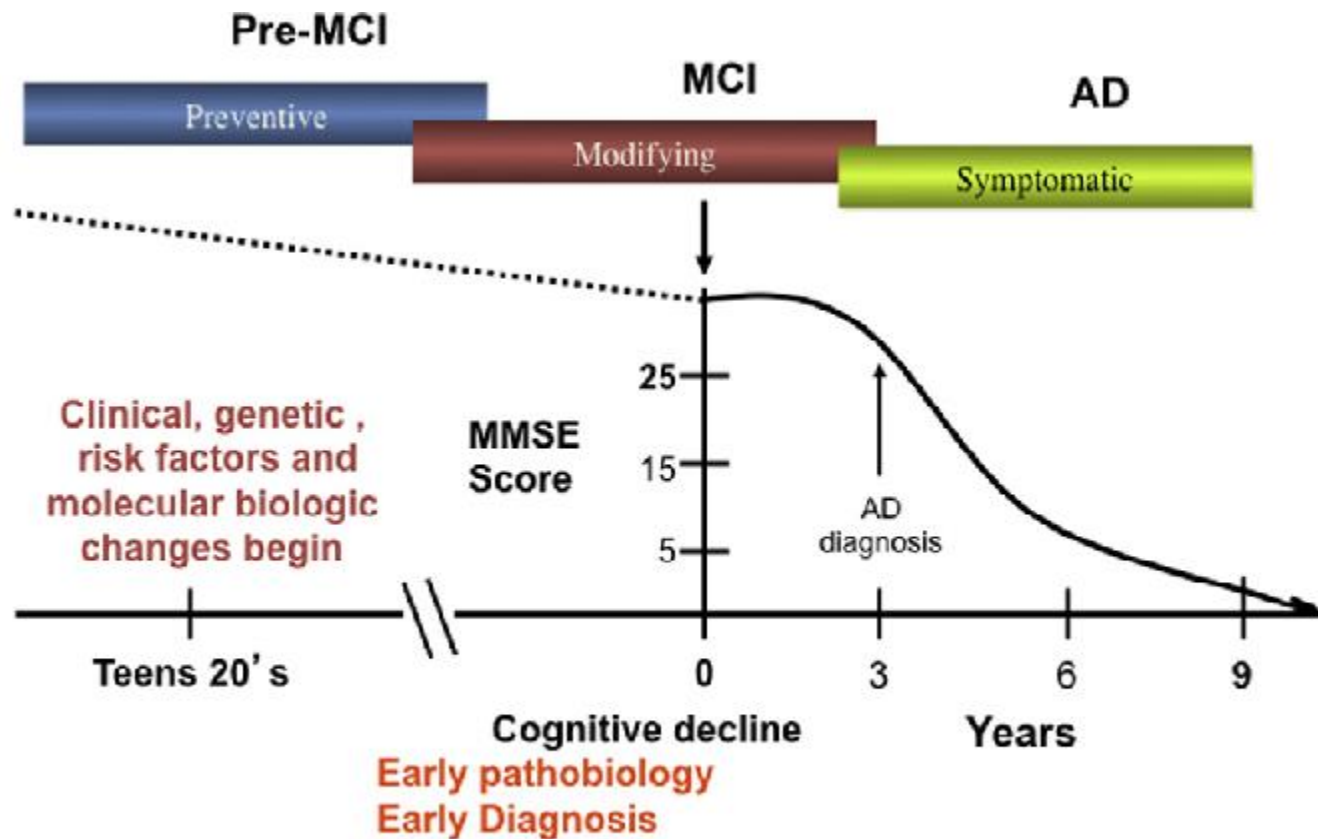 Pre-MCI
MCI
AD
Preventive
Modifying
Symptomatic
25
15
5
MMSE
Score
Clinical, genetic ,
risk factors and
molecular biologic
changes begin
AD
diagnosis
Teens 20's
0
3
6
9
Cognitive decline
Years
Early pathobiology
Early Diagnosis